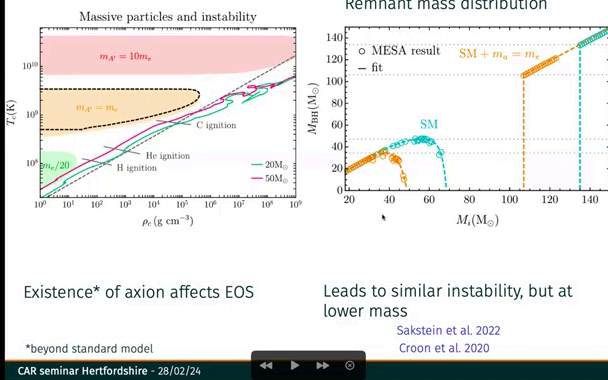 Massive particles and instability
Remnant mass distribution
m_A' = 10m_e
m_A' = m_e
m_e/20
C ignition
He ignition
H ignition
20M⊙
50M⊙
T_c(K)
10¹⁰
10⁹
10⁸
10⁰ 10¹ 10² 10³ 10⁴ 10⁵ 10⁶ 10⁷ 10⁸ 10⁹
ρ_c (g cm⁻³)
MESA result
fit
SM + m_a = m_e
SM
M_BH(M⊙)
140
120
100
80
60
40
20
0
20 40 60 80 100 120 140
M_i(M⊙)
Existence* of axion affects EOS
Leads to similar instability, but at
lower mass
Sakstein et al. 2022
Croon et al. 2020
*beyond standard model
CAR seminar Hertfordshire - 28/02/24